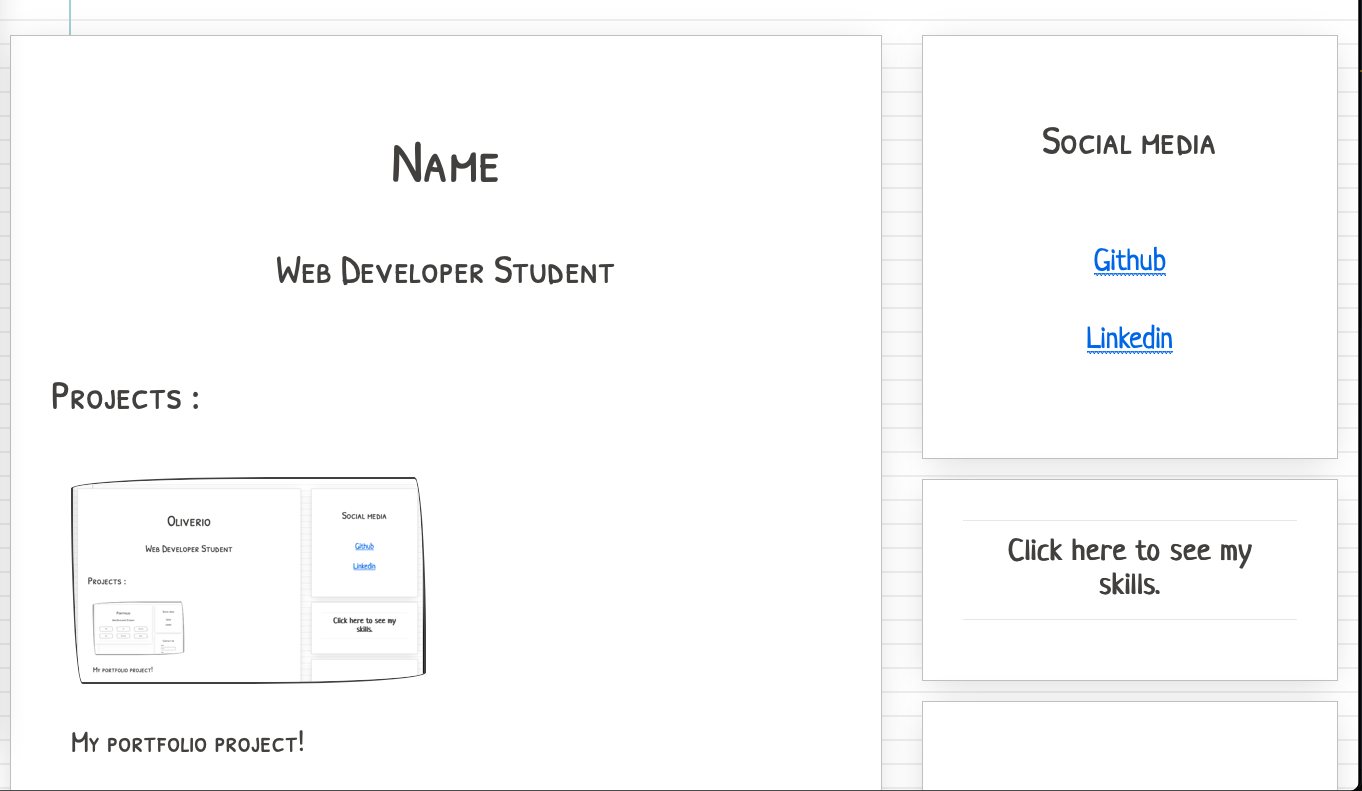 Name
Web Developer Student
Projects :
Oliverio
Web Developer Student
Projects :
My portfolio project!
Social media
Github
Linkedin
Click here to see my
skills.
My portfolio project!
Social media
Github
Linkedin
Click here to see my
skills.